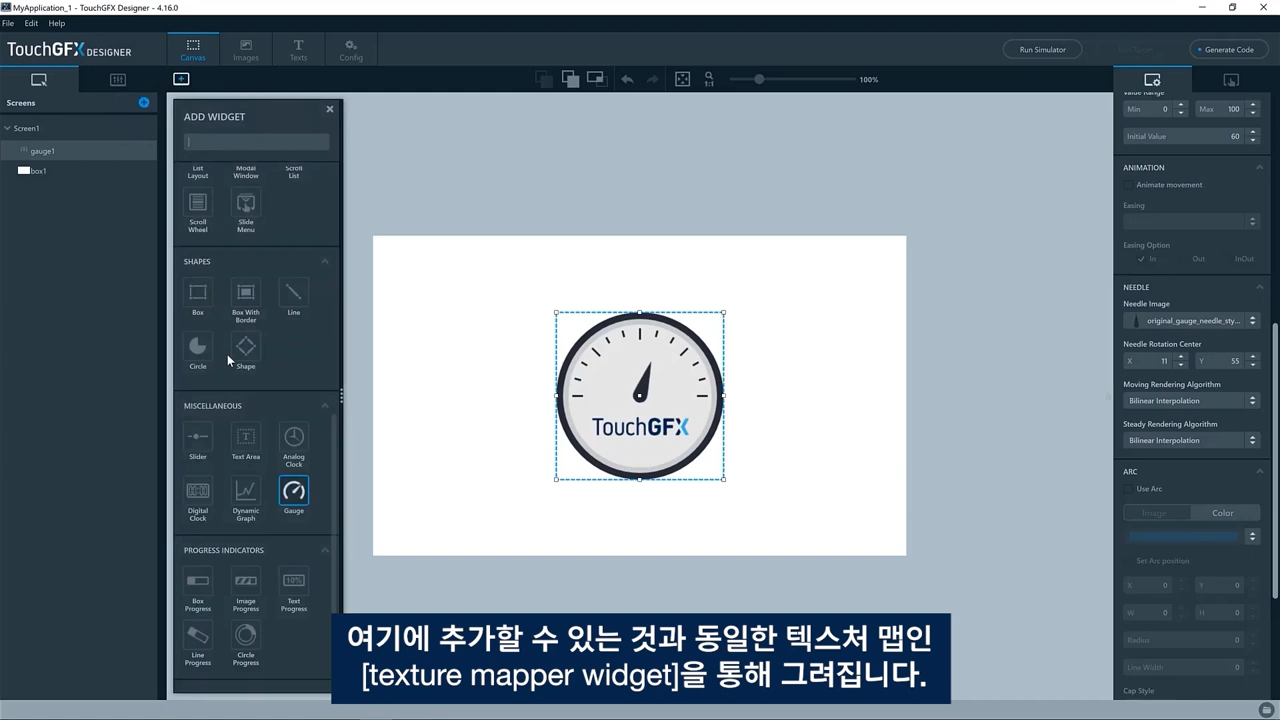 MyApplication_1 - TouchGFX Designer - 4.16.0
File Edit Help
TouchGFX DESIGNER
Canvas
Images
Texts
Config
Run Simulator
Generate Code
100%
Screens
Screen1
gauge1
box1
ADD WIDGET
List Layout
Modal Window
Scroll List
Scroll Wheel
Slide Menu
SHAPES
Box
Box With Border
Line
Circle
Shape
MISCELLANEOUS
Slider
Text Area
Analog Clock
Digital Clock
Dynamic Graph
Gauge
PROGRESS INDICATORS
Box Progress
Image Progress
10%
Text Progress
Line Progress
Circle Progress
TouchGFX
Value Range
Min 0 Max 100
Initial Value 60
ANIMATION
Animate movement
Easing
Easing Option
In Out InOut
NEEDLE
Needle Image
original_gauge_needle_sty...
Needle Rotation Center
X 11 Y 55
Moving Rendering Algorithm
Bilinear Interpolation
Steady Rendering Algorithm
Bilinear Interpolation
ARC
Use Arc
Image Color
Set Arc position
X 0 Y 0
W 0 H 0
Radius 0
Line Width 0
Cap Style
여기에 추가할 수 있는 것과 동일한 텍스처 맵인
[texture mapper widget]을 통해 그려집니다.